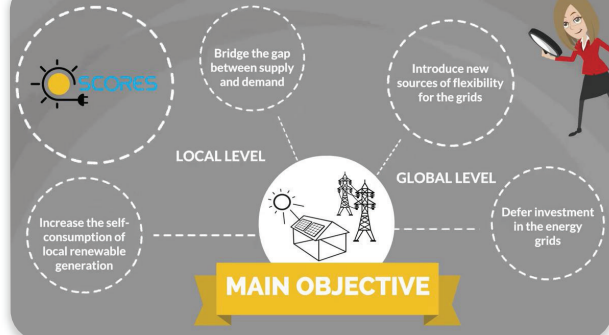 SCORES
Bridge the gap
between supply
and demand
Introduce new
sources of flexibility
for the grids
LOCAL LEVEL
GLOBAL LEVEL
Increase the self-
consumption of
local renewable
generation
Defer investment
in the energy
grids
MAIN OBJECTIVE